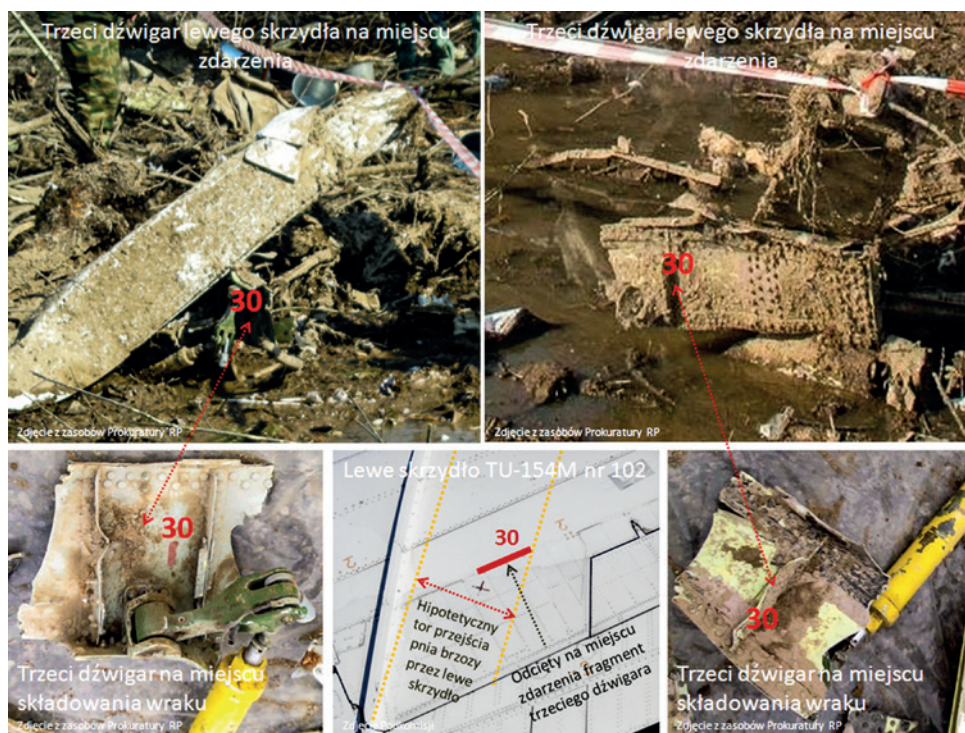 Trzeci dźwigar lewego skrzydła na miejscu
zdarzenia
30
Zdjęcie z zasobów Prokuratury RP
Trzeci dźwigar lewego skrzydła na miejscu
zdarzenia
30
Zdjęcie z zasobów Prokuratury RP
30
Trzeci dźwigar na miejscu
składowania wraku
Zdjęcie z zasobów Prokuratury RP
Lewe skrzydło TU-154M nr 102
30
Hipotetyczny
tor przejścia
pnia brzozy
przez lewe
skrzydło
Odcięty na miejscu
zdarzenia fragment
trzeciego dźwigara
Zdjęcie Podkomisji
30
Trzeci dźwigar na miejscu
składowania wraku
Zdjęcie z zasobów Prokuratury RP